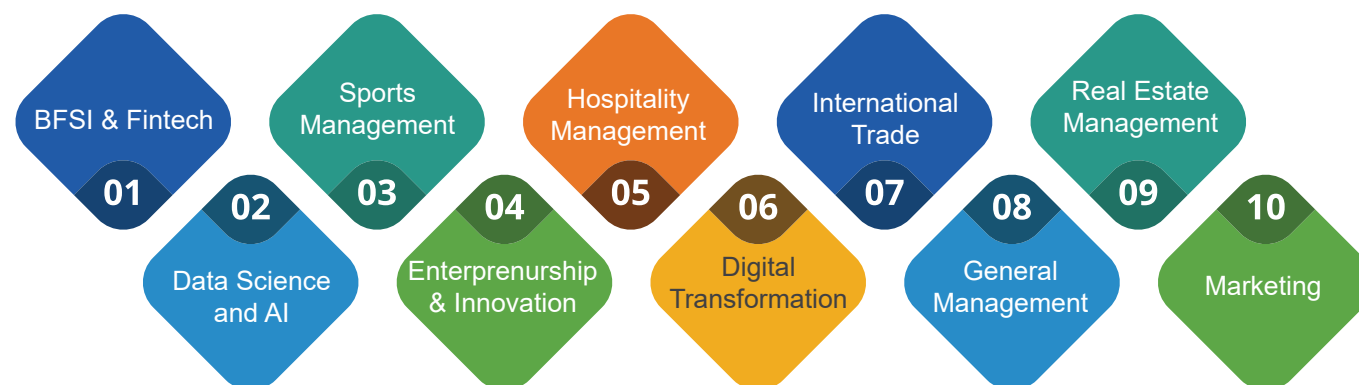 BFSI & Fintech
01
02
Data Science
and AI
Sports
Management
03
04
Enterprenurship
& Innovation
Hospitality
Management
05
06
Digital
Transformation
International
Trade
07
08
General
Management
Real Estate
Management
09
10
Marketing